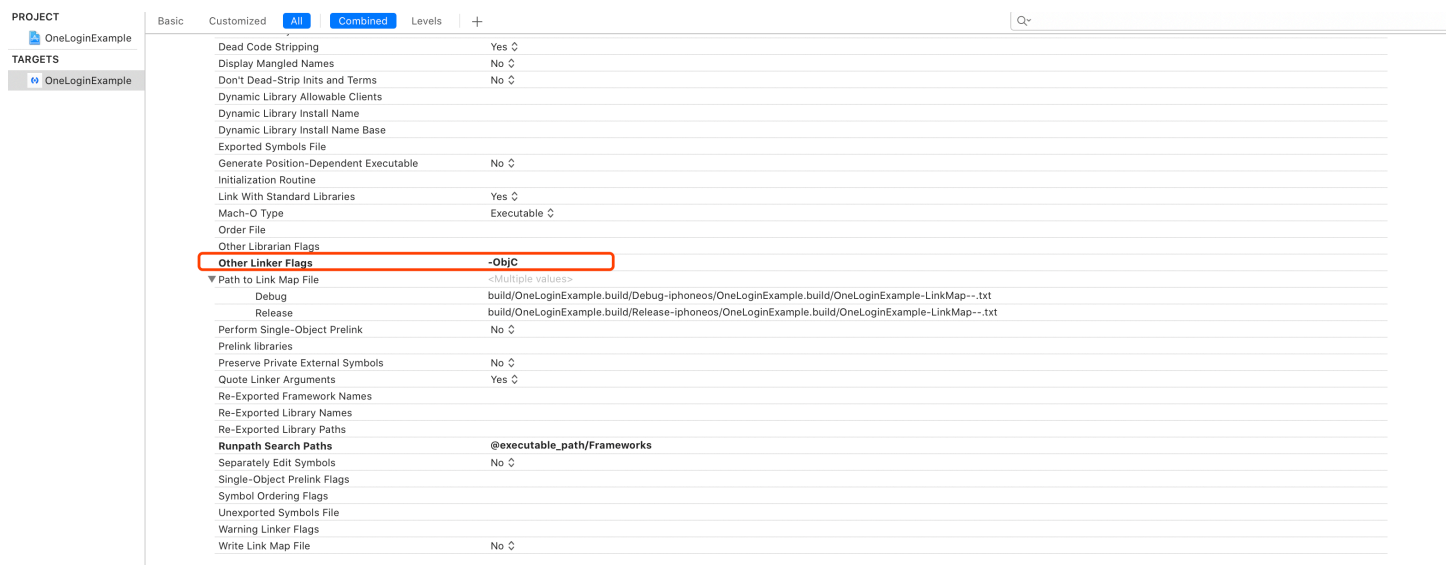 PROJECT
OneLoginExample
TARGETS
OneLoginExample
Basic Customized All Combined Levels
Dead Code Stripping Yes
Display Mangled Names No
Don't Dead-Strip Inits and Terms No
Dynamic Library Allowable Clients
Dynamic Library Install Name
Dynamic Library Install Name Base
Exported Symbols File
Generate Position-Dependent Executable No
Initialization Routine
Link With Standard Libraries Yes
Mach-O Type Executable
Order File
Other Librarian Flags
Other Linker Flags -ObjC
Path to Link Map File <Multiple values>
Debug build/OneLoginExample.build/Debug-iphoneos/OneLoginExample.build/OneLoginExample-LinkMap--.txt
Release build/OneLoginExample.build/Release-iphoneos/OneLoginExample.build/OneLoginExample-LinkMap--.txt
Perform Single-Object Prelink No
Prelink libraries
Preserve Private External Symbols No
Quote Linker Arguments Yes
Re-Exported Framework Names
Re-Exported Library Names
Re-Exported Library Paths
Runpath Search Paths @executable_path/Frameworks
Separately Edit Symbols No
Single-Object Prelink Flags
Symbol Ordering Flags
Unexported Symbols File
Warning Linker Flags
Write Link Map File No